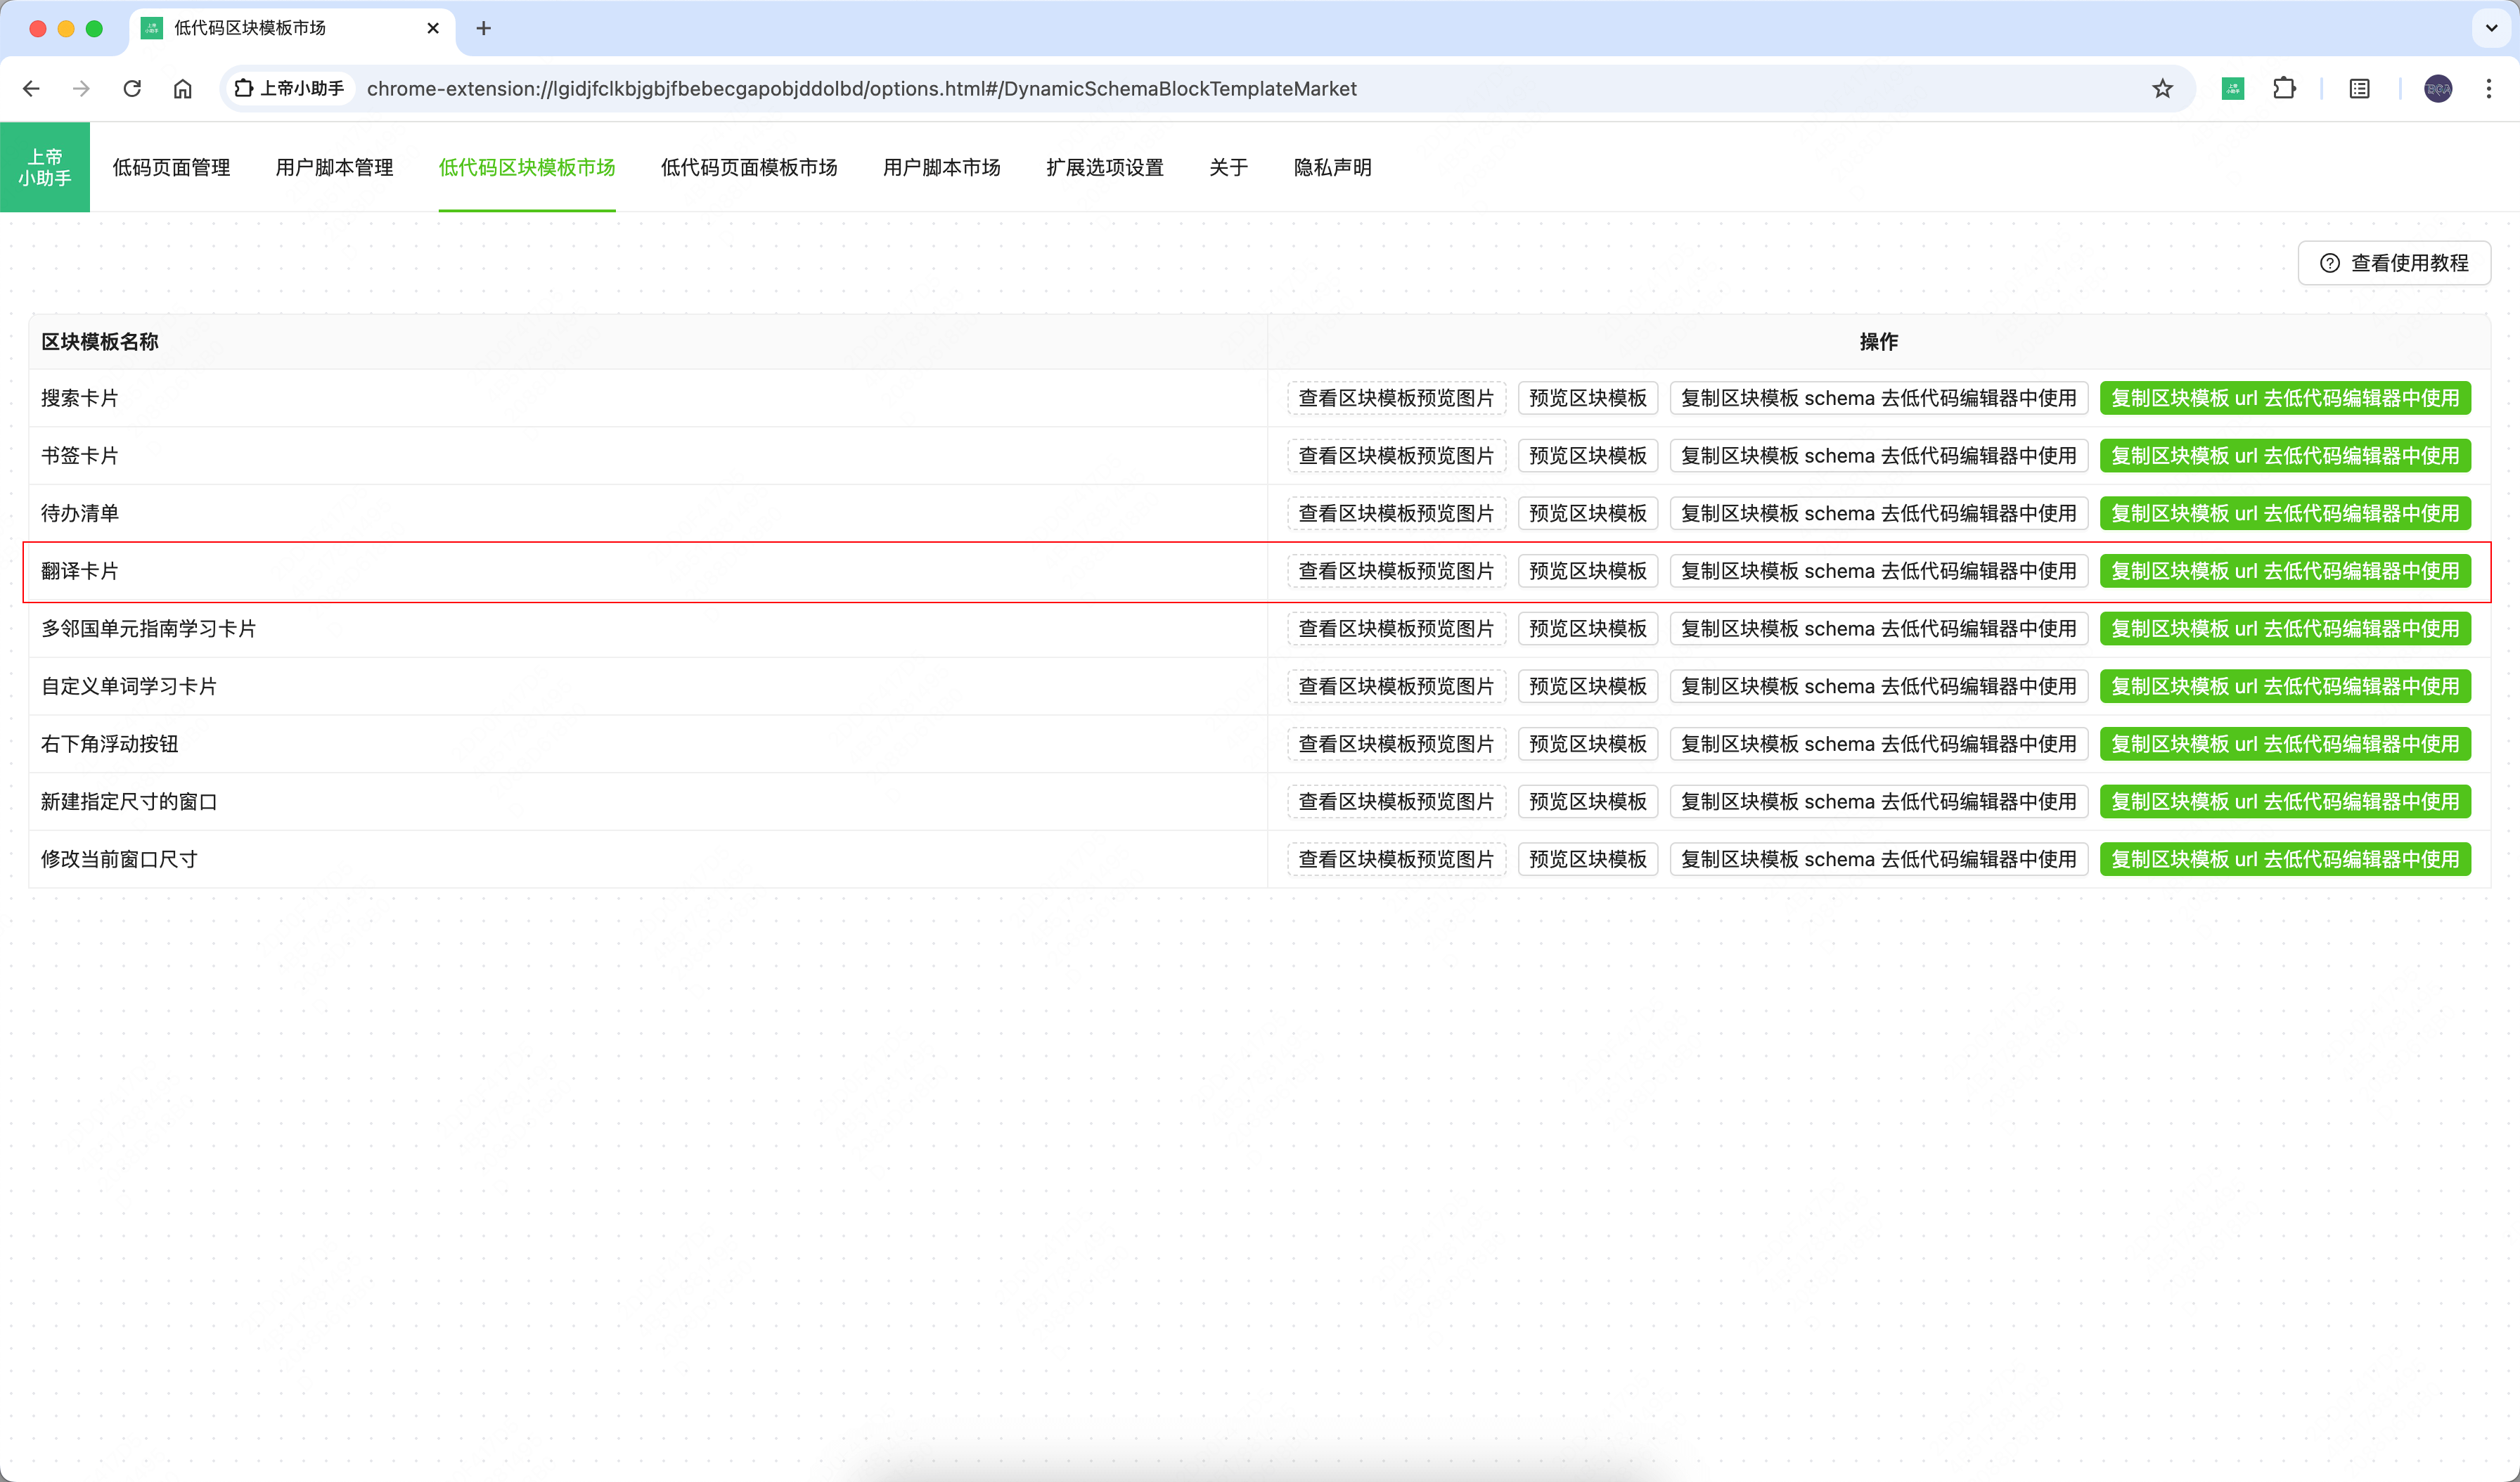 低代码区块模板市场
上帝小助手 chrome-extension://lgidjfclkbjgbjfbebecgapobjddolbd/options.html#/DynamicSchemaBlockTemplateMarket
上帝
小助手
低码页面管理 用户脚本管理 低代码区块模板市场 低代码页面模板市场 用户脚本市场 扩展选项设置 关于 隐私声明
查看使用教程
区块模板名称 操作
搜索卡片 查看区块模板预览图片 预览区块模板 复制区块模板 schema 去低代码编辑器中使用 复制区块模板 url 去低代码编辑器中使用
书签卡片 查看区块模板预览图片 预览区块模板 复制区块模板 schema 去低代码编辑器中使用 复制区块模板 url 去低代码编辑器中使用
待办清单 查看区块模板预览图片 预览区块模板 复制区块模板 schema 去低代码编辑器中使用 复制区块模板 url 去低代码编辑器中使用
翻译卡片 查看区块模板预览图片 预览区块模板 复制区块模板 schema 去低代码编辑器中使用 复制区块模板 url 去低代码编辑器中使用
多邻国单元指南学习卡片 查看区块模板预览图片 预览区块模板 复制区块模板 schema 去低代码编辑器中使用 复制区块模板 url 去低代码编辑器中使用
自定义单词学习卡片 查看区块模板预览图片 预览区块模板 复制区块模板 schema 去低代码编辑器中使用 复制区块模板 url 去低代码编辑器中使用
右下角浮动按钮 查看区块模板预览图片 预览区块模板 复制区块模板 schema 去低代码编辑器中使用 复制区块模板 url 去低代码编辑器中使用
新建指定尺寸的窗口 查看区块模板预览图片 预览区块模板 复制区块模板 schema 去低代码编辑器中使用 复制区块模板 url 去低代码编辑器中使用
修改当前窗口尺寸 查看区块模板预览图片 预览区块模板 复制区块模板 schema 去低代码编辑器中使用 复制区块模板 url 去低代码编辑器中使用